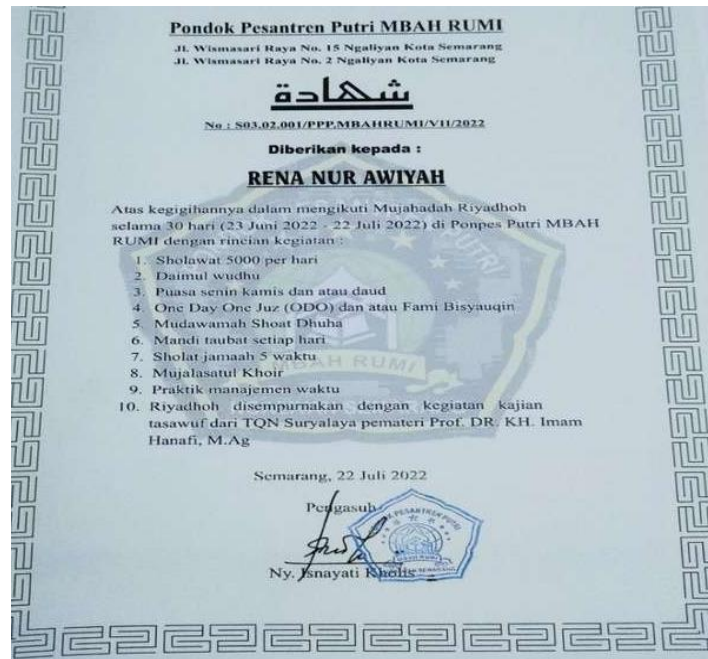 Pondok Pesantren Putri MBAH RUMI
Jl. Wismasari Raya No. 15 Ngaliyan Kota Semarang
Jl. Wismasari Raya No. 2 Ngaliyan Kota Semarang
شهادة
No : S03.02.001/PPP.MBAHRUMI/VII/2022
Diberikan kepada :
RENA NUR AWIYAH
Atas kegigihannya dalam mengikuti Mujahadah Riyadhoh
selama 30 hari (23 Juni 2022 - 22 Juli 2022) di Ponpes Putri MBAH
RUMI dengan rincian kegiatan :
1. Sholawat 5000 per hari
2. Daimul wudhu
3. Puasa senin kamis dan atau daud
4. One Day One Juz (ODO) dan atau Fami Bisyauqin
5. Mudawamah Shoat Dhuha
6. Mandi taubat setiap hari
7. Sholat jamaah 5 waktu
8. Mujalasatul Khoir
9. Praktik manajemen waktu
10. Riyadhoh disempurnakan dengan kegiatan kajian
tasawuf dari TQN Suryalaya pemateri Prof. DR. KH. Imam
Hanafi, M.Ag
Semarang, 22 Juli 2022
Pengasuh
Ny. Isnayati Kholis